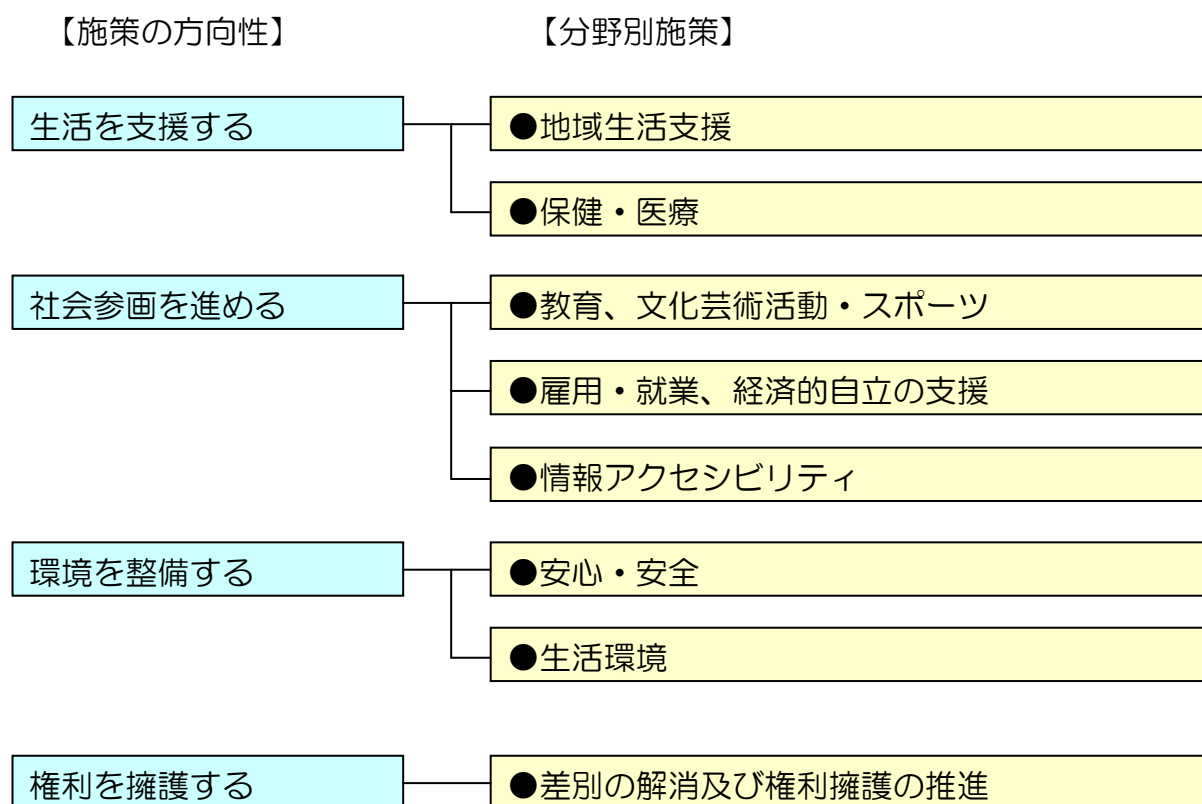 【施策の方向性】 【分野別施策】
生活を支援する ●地域生活支援
●保健・医療
社会参画を進める ●教育、文化芸術活動・スポーツ
●雇用・就業、経済的自立の支援
●情報アクセシビリティ
環境を整備する ●安心・安全
●生活環境
権利を擁護する ●差別の解消及び権利擁護の推進